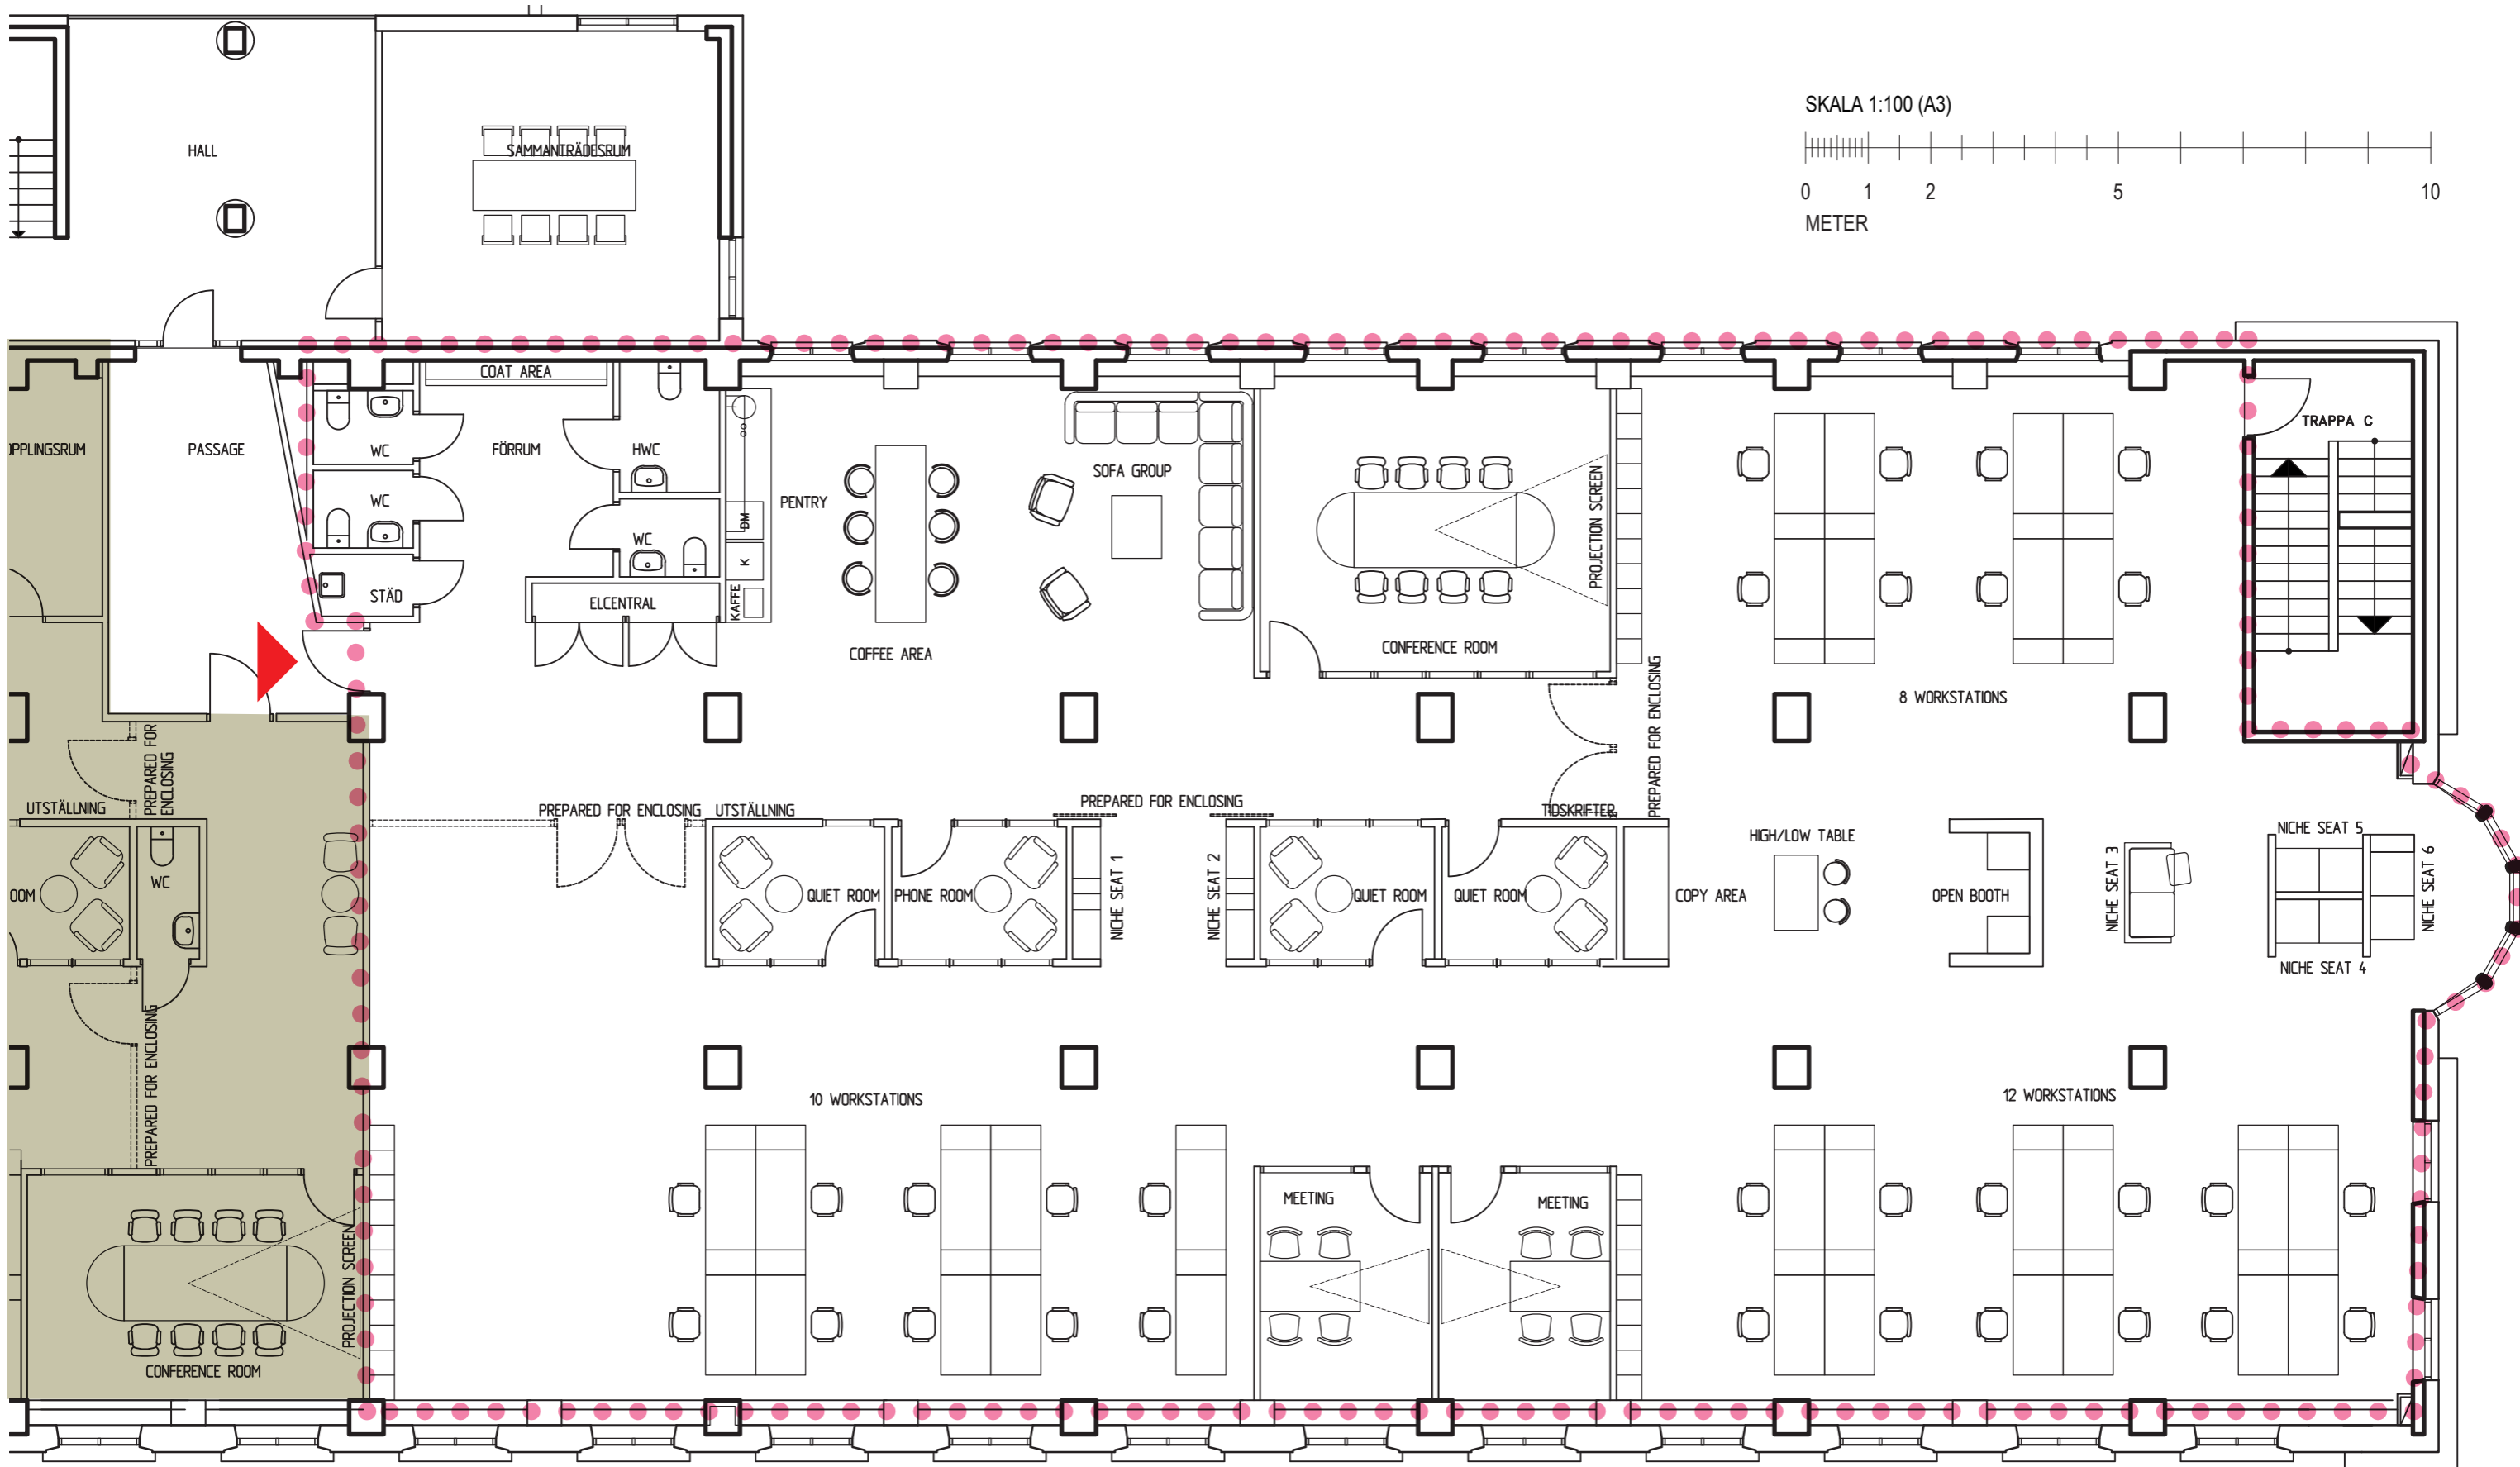 SKALA 1:100 (A3)
0 1 2 5 10
METER
HALL
SAMMANTRÄDESRUM
COAT AREA
OPPLINGSRUM
PASSAGE
WC
FÖRRUM
HWC
WC
WC
STÄD
ELCENTRAL
PENTRY
DM
K
KAFFE
COFFEE AREA
SOFA GROUP
CONFERENCE ROOM
PROJECTION SCREEN
PREPARED FOR ENCLOSING
8 WORKSTATIONS
TRAPPA C
UTSTÄLLNING
PREPARED FOR
ENCLOSING
WC
OOM
PREPARED FOR ENCLOSING
PREPARED FOR ENCLOSING
UTSTÄLLNING
QUIET ROOM
PHONE ROOM
NICHE SEAT 1
PREPARED FOR ENCLOSING
NICHE SEAT 2
QUIET ROOM
QUIET ROOM
TIDSKRIFTER
COPY AREA
HIGH/LOW TABLE
OPEN BOOTH
NICHE SEAT 3
NICHE SEAT 5
NICHE SEAT 6
NICHE SEAT 4
10 WORKSTATIONS
12 WORKSTATIONS
MEETING
MEETING
PROJECTION SCREEN
CONFERENCE ROOM